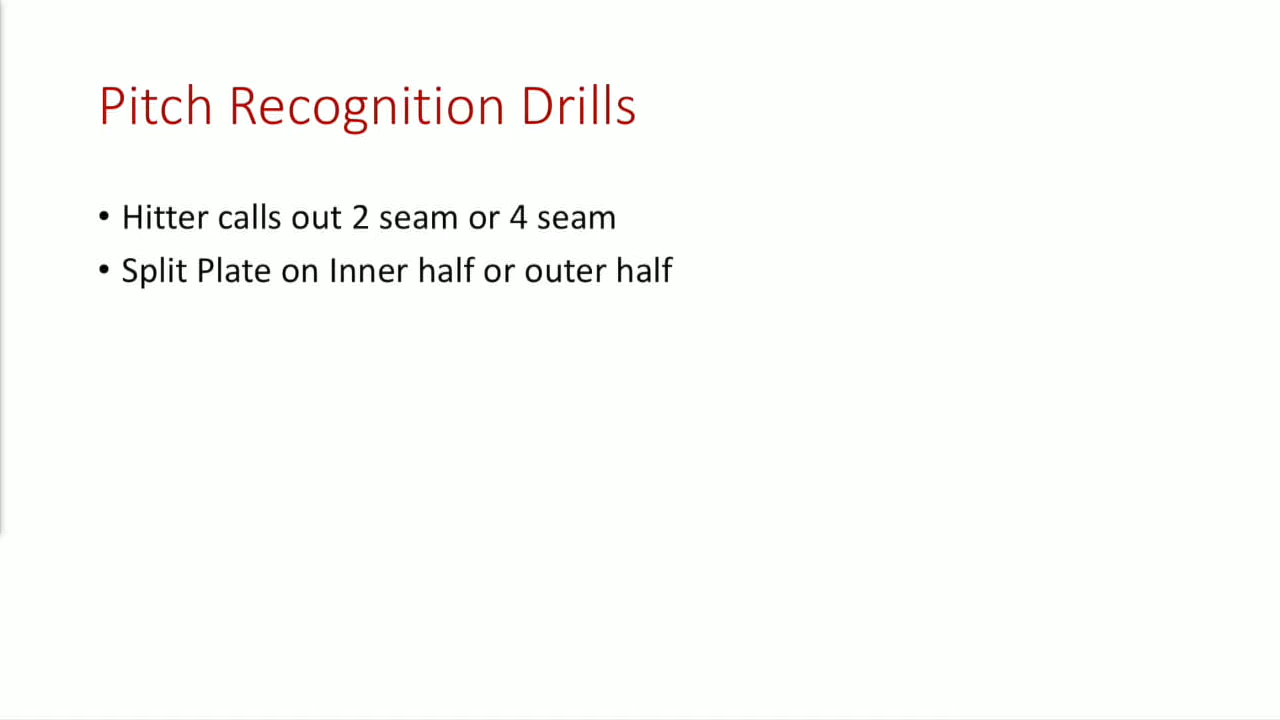 Pitch Recognition Drills
• Hitter calls out 2 seam or 4 seam
• Split Plate on Inner half or outer half